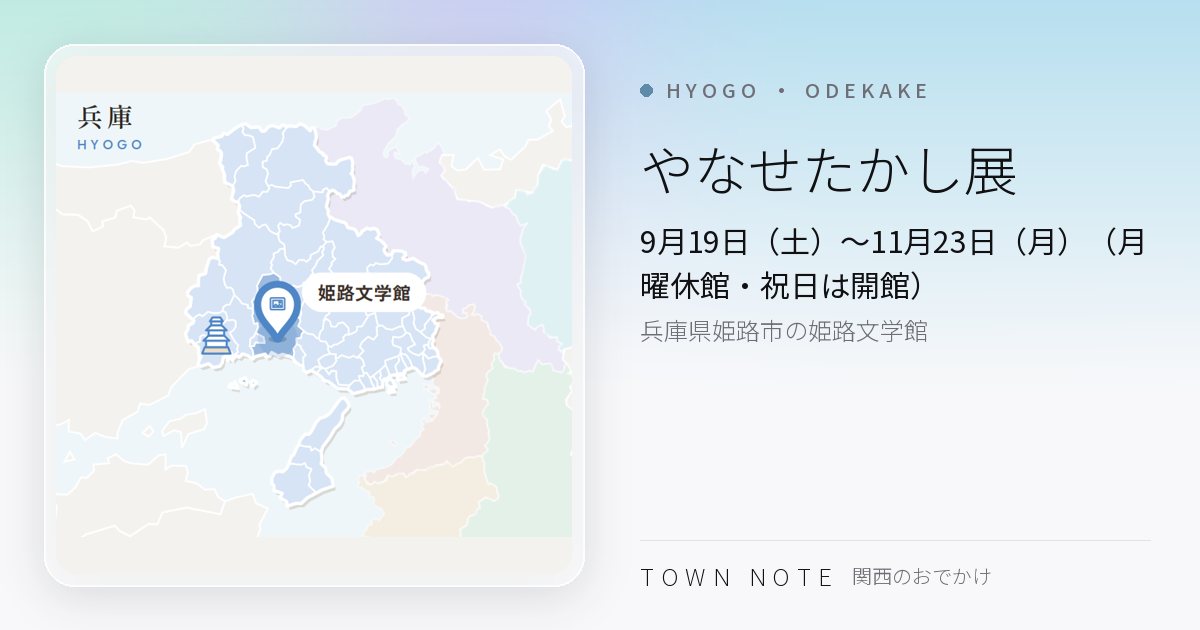 兵庫
HYOGO
姫路文学館
HYOGO ・ ODEKAKE
やなせたかし展
9月19日（土）〜11月23日（月）（月
曜休館・祝日は開館）
兵庫県姫路市の姫路文学館
TOWN NOTE 関西のおでかけ